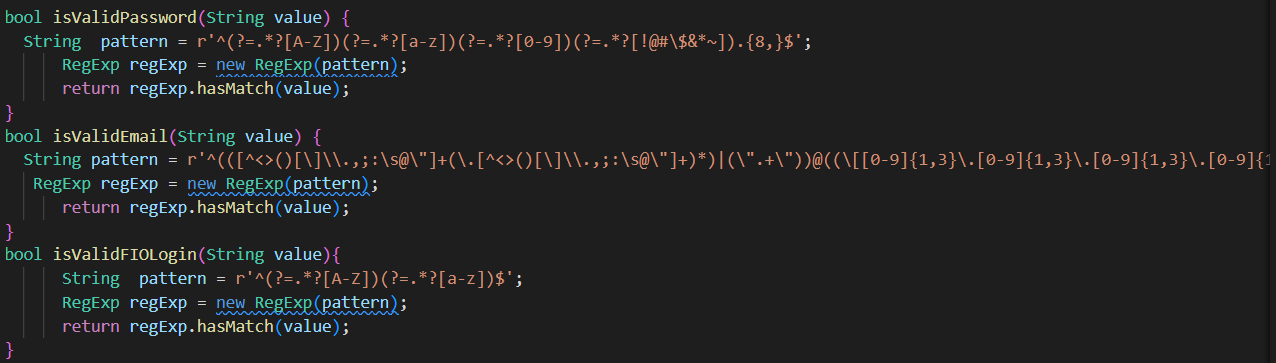 bool isValidPassword(String value) {
  String  pattern = r'^(?=.*?[A-Z])(?=.*?[a-z])(?=.*?[0-9])(?=.*?[!@#\$&*~]).{8,}$';
      RegExp regExp = new RegExp(pattern);
      return regExp.hasMatch(value);
}
bool isValidEmail(String value) {
  String pattern = r'^(([^<>()[\]\\.,;:\s@\"]+(\.[^<>()[\]\\.,;:\s@\"]+)*)|(\".+\"))@((\[[0-9]{1,3}\.[0-9]{1,3}\.[0-9]{1,3}\.[0-9]{1
   RegExp regExp = new RegExp(pattern);
      return regExp.hasMatch(value);
}
bool isValidFIOLogin(String value){
      String  pattern = r'^(?=.*?[A-Z])(?=.*?[a-z])$';
      RegExp regExp = new RegExp(pattern);
      return regExp.hasMatch(value);
}